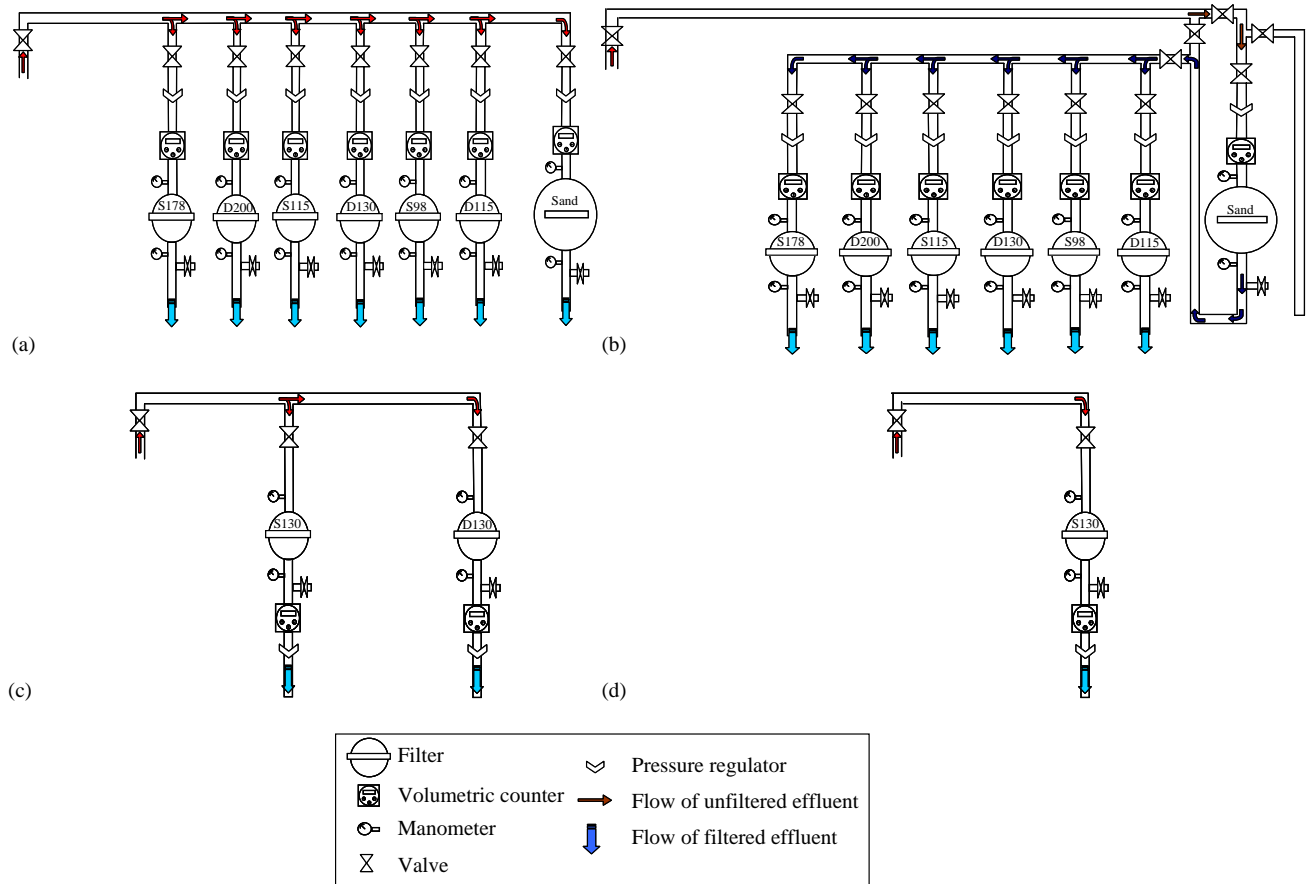 S178 D200 S115 D130 S98 D115 Sand
(a)
S178 D200 S115 D130 S98 D115 Sand
(b)
S130 D130
(c)
S130
(d)
Filter
Volumetric counter
Manometer
Valve
Pressure regulator
Flow of unfiltered effluent
Flow of filtered effluent